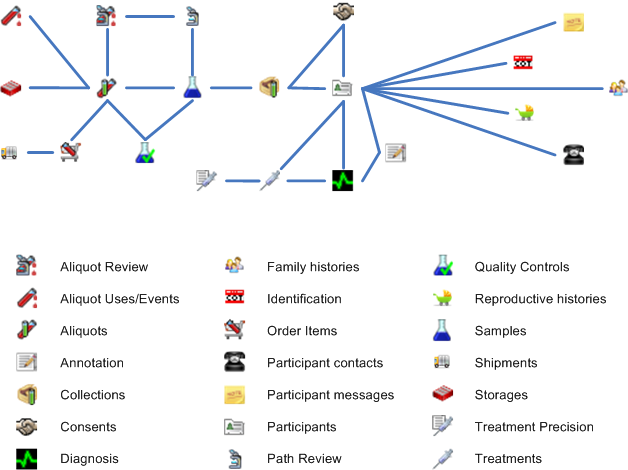 Aliquot Review
Family histories
Quality Controls
Aliquot Uses/Events
Identification
Reproductive histories
Aliquots
Order Items
Samples
Annotation
Participant contacts
Shipments
Collections
Participant messages
Storages
Consents
Participants
Treatment Precision
Diagnosis
Path Review
Treatments